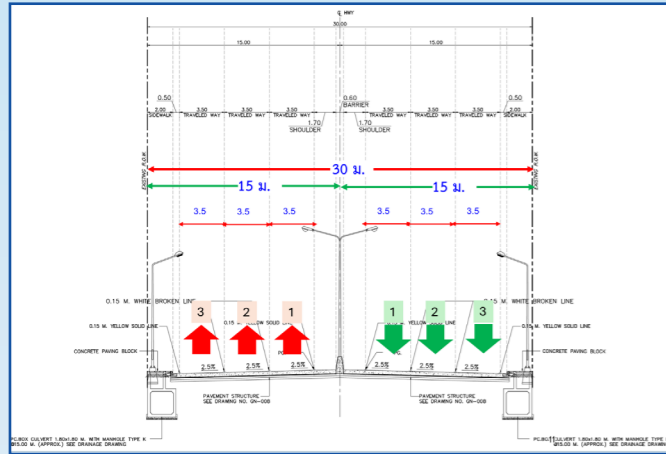 ℄ HWY
30.00
15.00 15.00
0.50 0.60 0.50
BARRIER
2.00 3.50 3.50 3.50 3.50 3.50 3.50 2.00
SIDEWALK TRAVELED WAY TRAVELED WAY TRAVELED WAY TRAVELED WAY TRAVELED WAY TRAVELED WAY SIDEWALK
1.70 1.70
SHOULDER SHOULDER
EXISTING R.O.W. EXISTING R.O.W.
30 ม.
15 ม. 15 ม.
3.5 3.5 3.5 3.5 3.5 3.5
0.15 M. WHITE BROKEN LINE 0.15 M. WHITE BROKEN LINE
3 2 1 1 2 3
0.15 M. YELLOW SOLID LINE 0.15 M. YELLOW SOLID LINE
CONCRETE PAVING BLOCK CONCRETE PAVING BLOCK
2.5% 2.5% 2.5% 2.5% 2.5% 2.5%
PAVEMENT STRUCTURE PAVEMENT STRUCTURE
SEE DRAWING NO. GN-008 SEE DRAWING NO. GN-008
PC.BOX CULVERT 1.80x1.80 M. WITH MANHOLE TYPE K CULVERT 1.80x1.80 M. WITH MANHOLE TYPE
@15.00 M. (APPROX.) SEE DRAINAGE DRAWING @15.00 M. (APPROX.) SEE DRAINAGE DRAWING